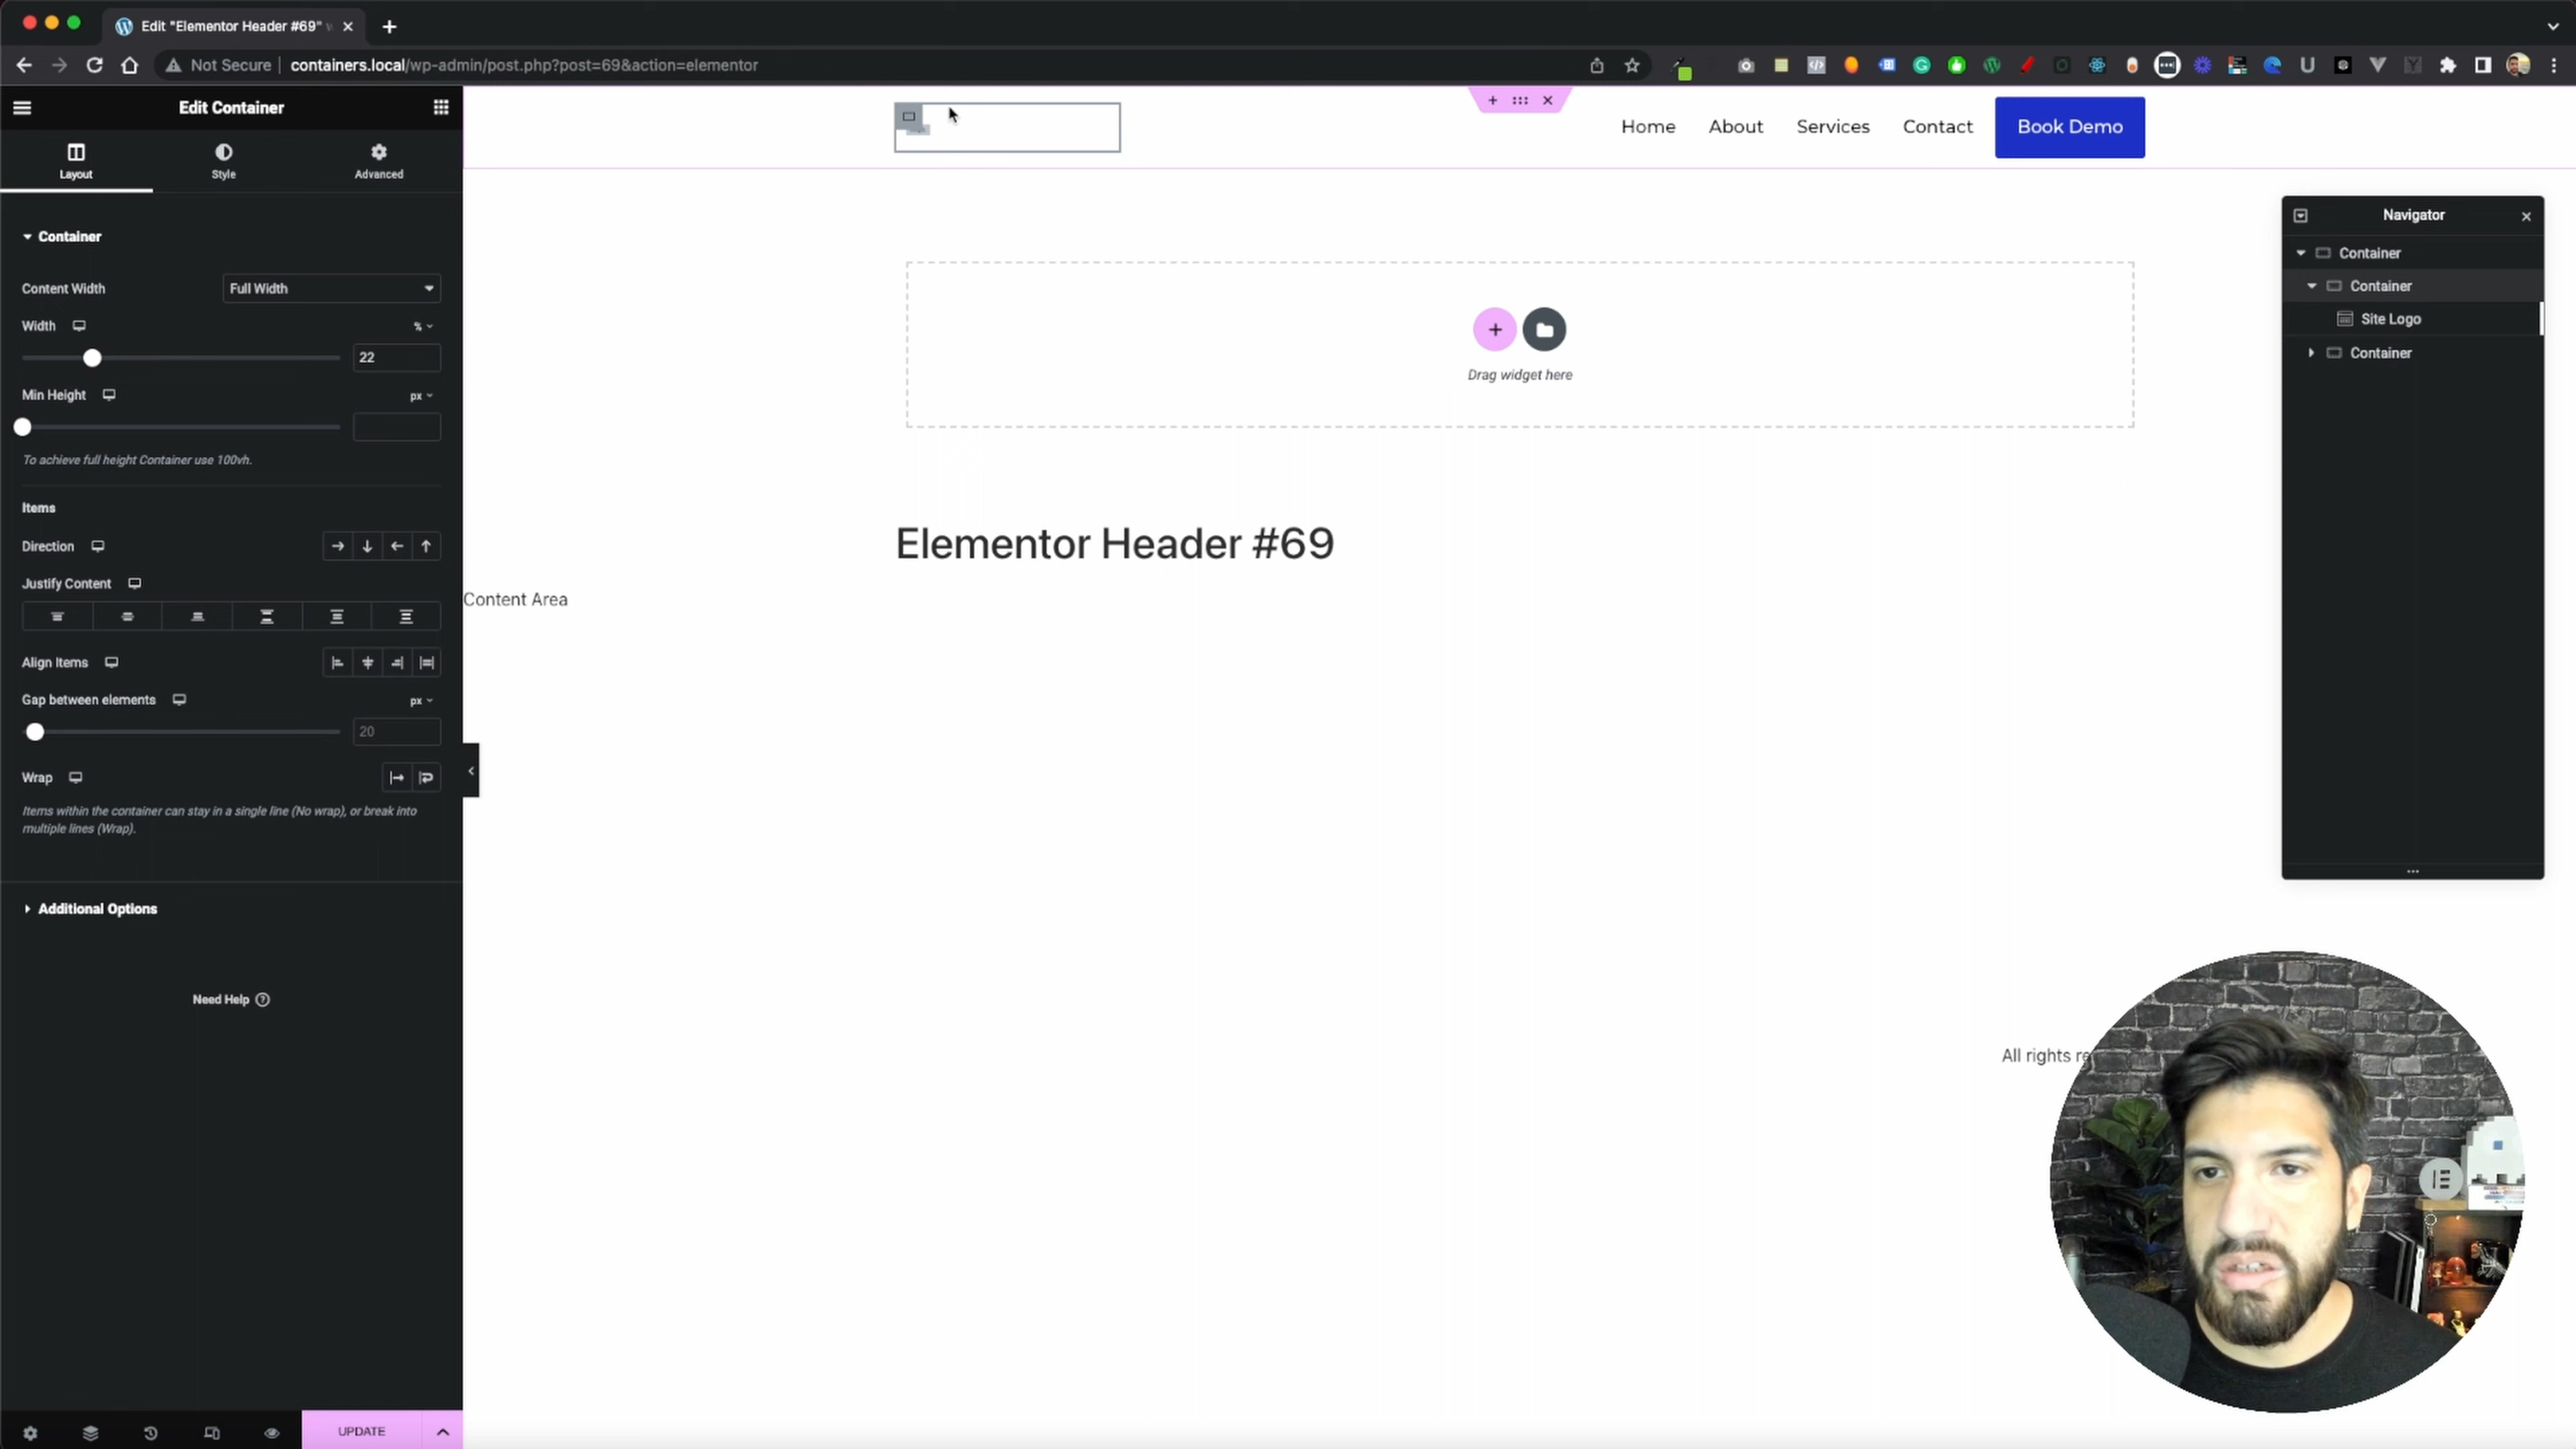 Edit "Elementor Header #69"
Not Secure
containers.local/wp-admin/post.php?post=69&action=elementor
Edit Container
Layout
Style
Advanced
Container
Content Width
Full Width
Width
%
22
Min Height
px
To achieve full height Container use 100vh.
Items
Direction
Justify Content
Align Items
Gap between elements
px
20
Wrap
Items within the container can stay in a single line (No wrap), or break into
multiple lines (Wrap).
Additional Options
Need Help
UPDATE
Home
About
Services
Contact
Book Demo
Drag widget here
Elementor Header #69
Content Area
All rights re
Navigator
Container
Container
Site Logo
Container